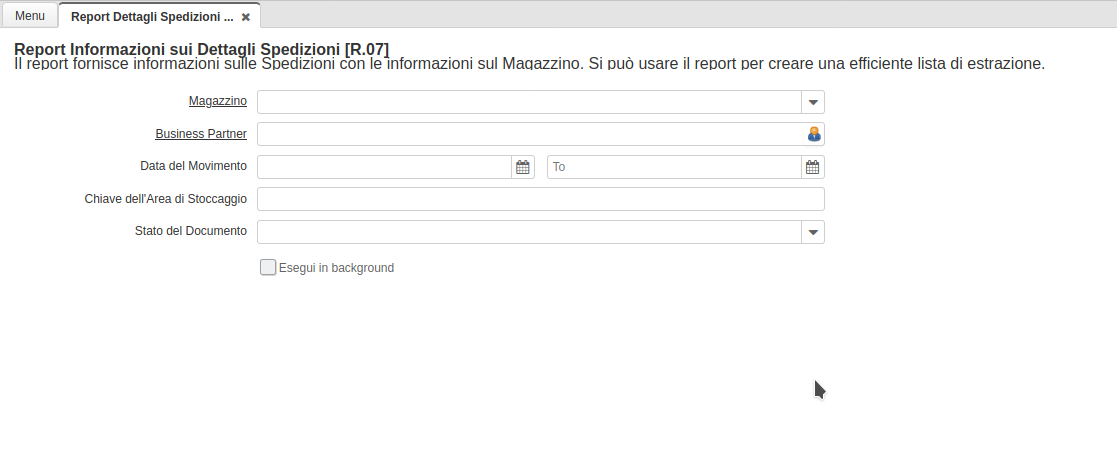 Menu
Report Dettagli Spedizioni ...
Report Informazioni sui Dettagli Spedizioni [R.07]
Il report fornisce informazioni sulle Spedizioni con le informazioni sul Magazzino. Si può usare il report per creare una efficiente lista di estrazione.
Magazzino
Business Partner
Data del Movimento To
Chiave dell'Area di Stoccaggio
Stato del Documento
Esegui in background